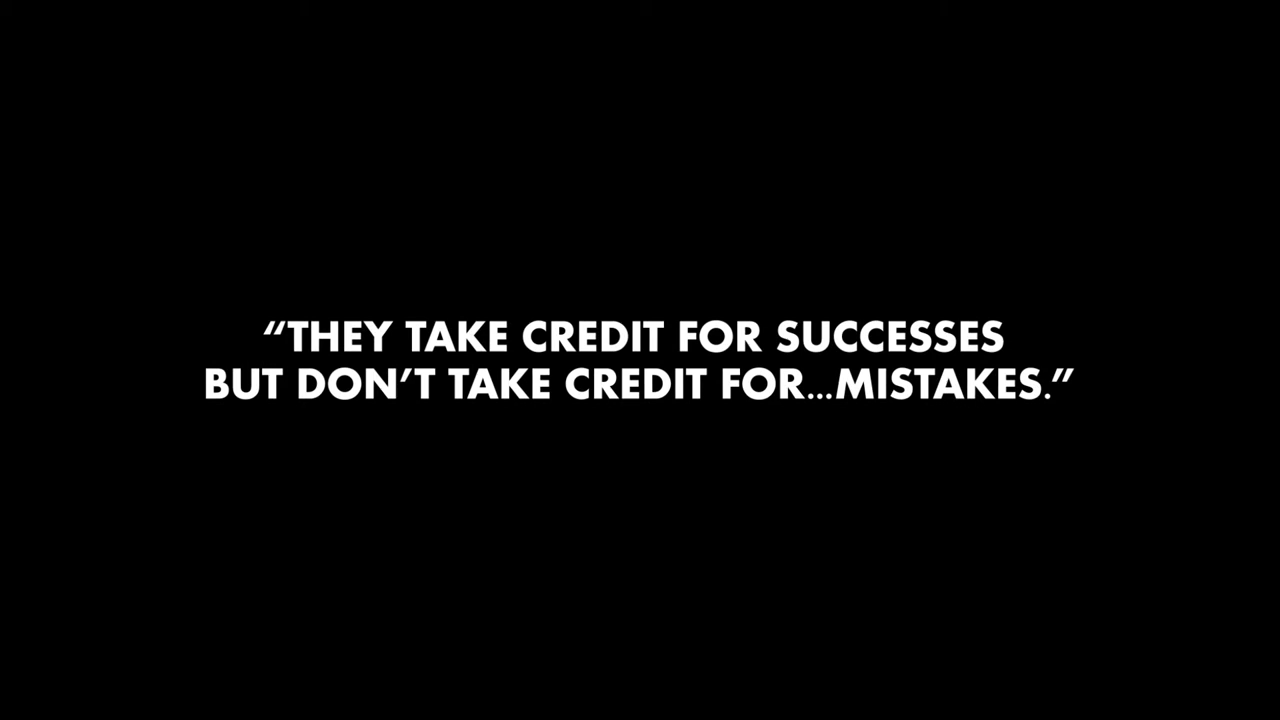 “THEY TAKE CREDIT FOR SUCCESSES
BUT DON’T TAKE CREDIT FOR...MISTAKES.”